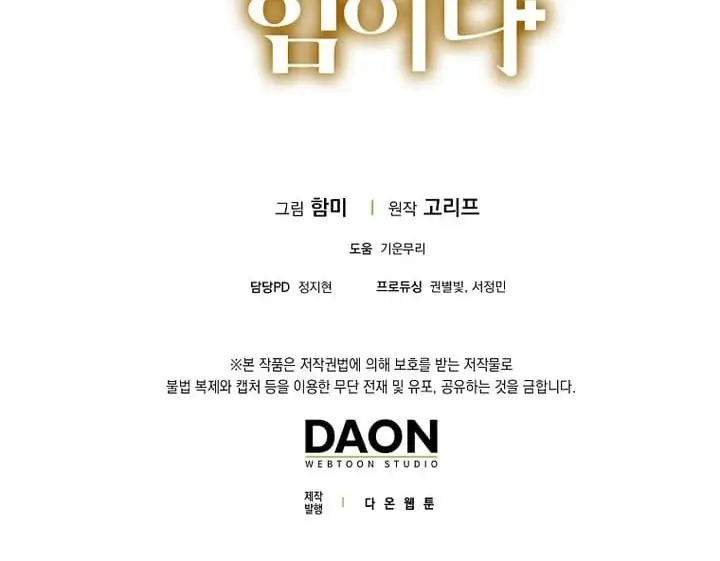 힘이다
그림 함미 | 원작 고리프
도움 기운무리
담당PD 정지현 프로듀싱 권별빛, 서정민
※본 작품은 저작권법에 의해 보호를 받는 저작물로
불법 복제와 캡처 등을 이용한 무단 전재 및 유포, 공유하는 것을 금합니다.
DAON
WEBTOON STUDIO
제작
발행 | 다온웹툰